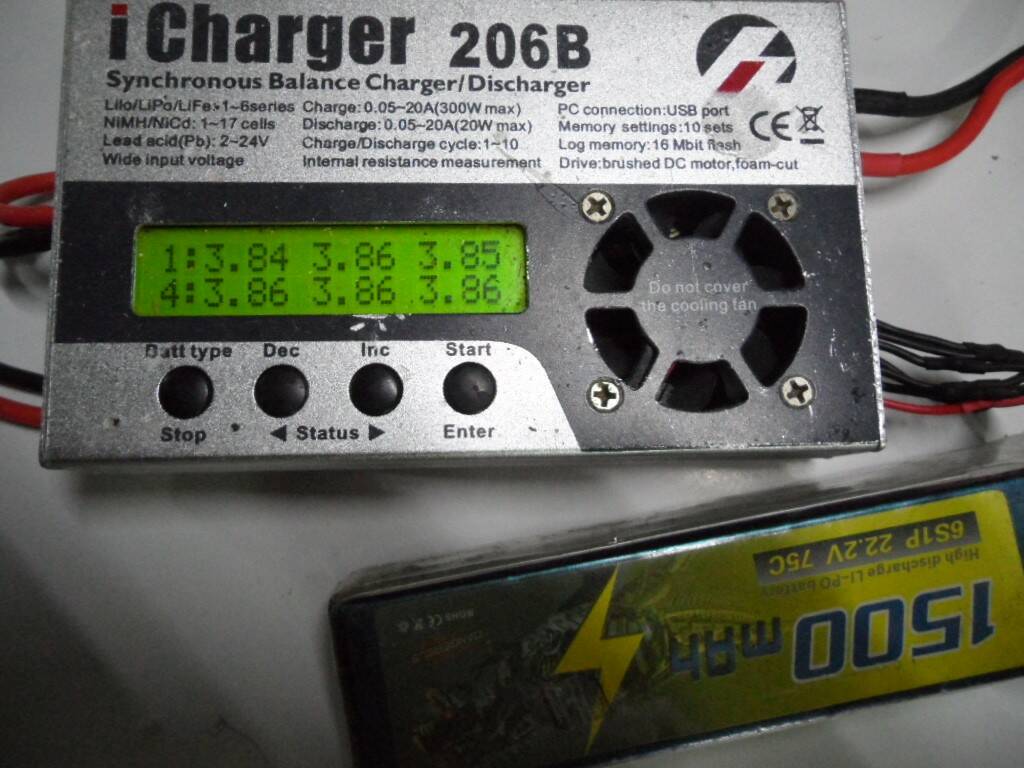 iCharger 206B
Synchronous Balance Charger/Discharger
LiIo/LiPo/LiFe:1~6series Charge:0.05~20A(300W max) PC connection:USB port
NiMH/NiCd: 1~17 cells Discharge:0.05~20A(20W max) Memory settings:10 sets
Lead acid(Pb): 2~24V Charge/Discharge cycle:1~10 Log memory:16 Mbit flash
Wide input voltage Internal resistance measurement Drive:brushed DC motor,foam-cut
CE
1:3.84 3.86 3.85
4:3.86 3.86 3.86
Do not cover
the cooling fan
Batt type Dec Inc Start
Stop ◀ Status ▶ Enter
6S1P 22.2V 75C
High discharge Li-PO battery
1500mAh
ROHS CE